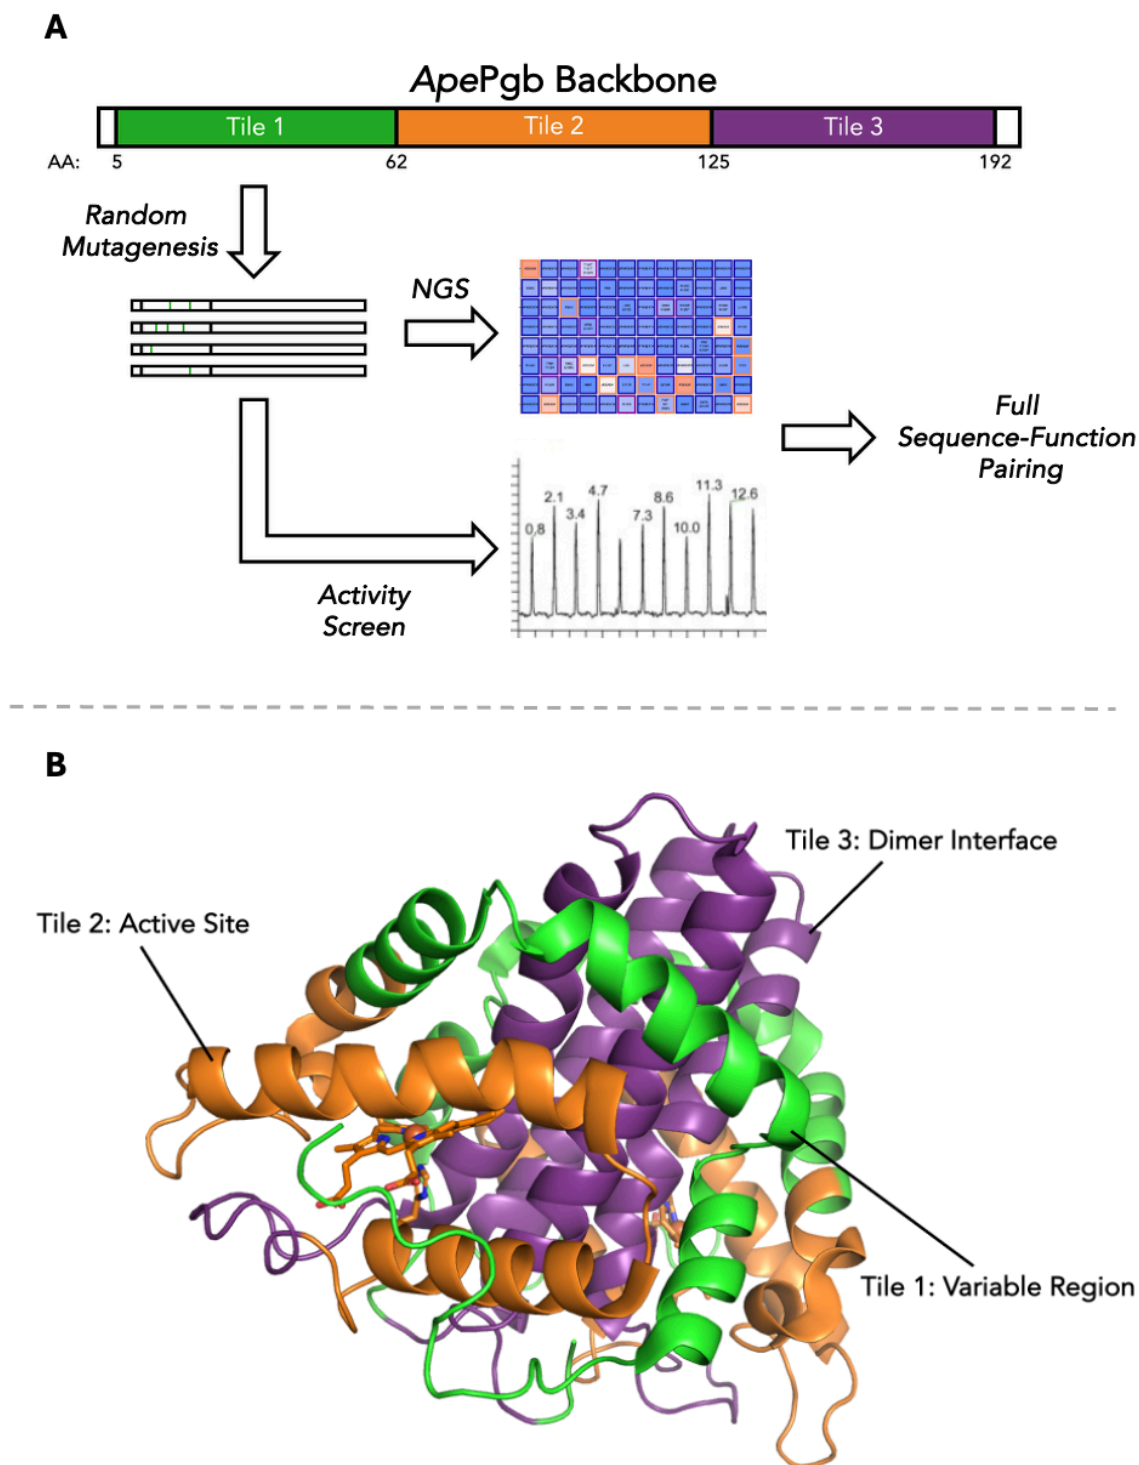 A
ApePgb Backbone
Tile 1 Tile 2 Tile 3
AA: 5 62 125 192
Random
Mutagenesis
NGS
Full
Sequence-Function
Pairing
0.8 2.1 3.4 4.7 7.3 8.6 10.0 11.3 12.6
Activity
Screen
B
Tile 3: Dimer Interface
Tile 2: Active Site
Tile 1: Variable Region